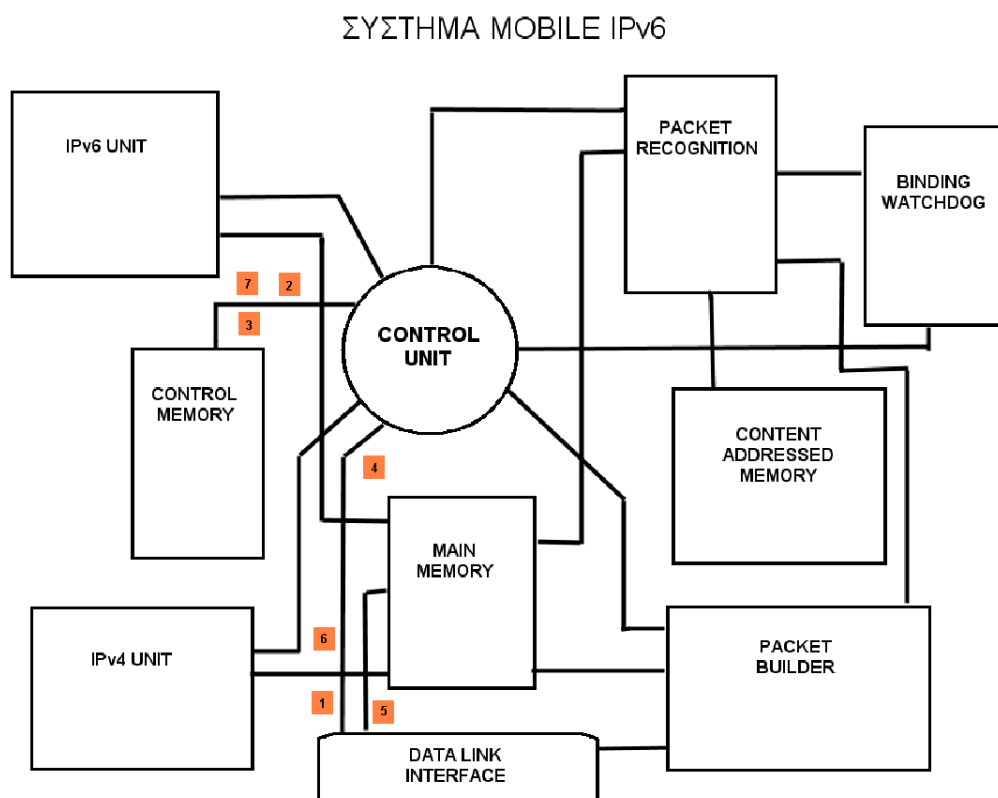 ΣΥΣΤΗΜΑ MOBILE IPv6
IPv6 UNIT
PACKET
RECOGNITION
BINDING
WATCHDOG
7
2
3
CONTROL
UNIT
CONTROL
MEMORY
4
CONTENT
ADDRESSED
MEMORY
MAIN
MEMORY
6
IPv4 UNIT
PACKET
BUILDER
1
5
DATA LINK
INTERFACE